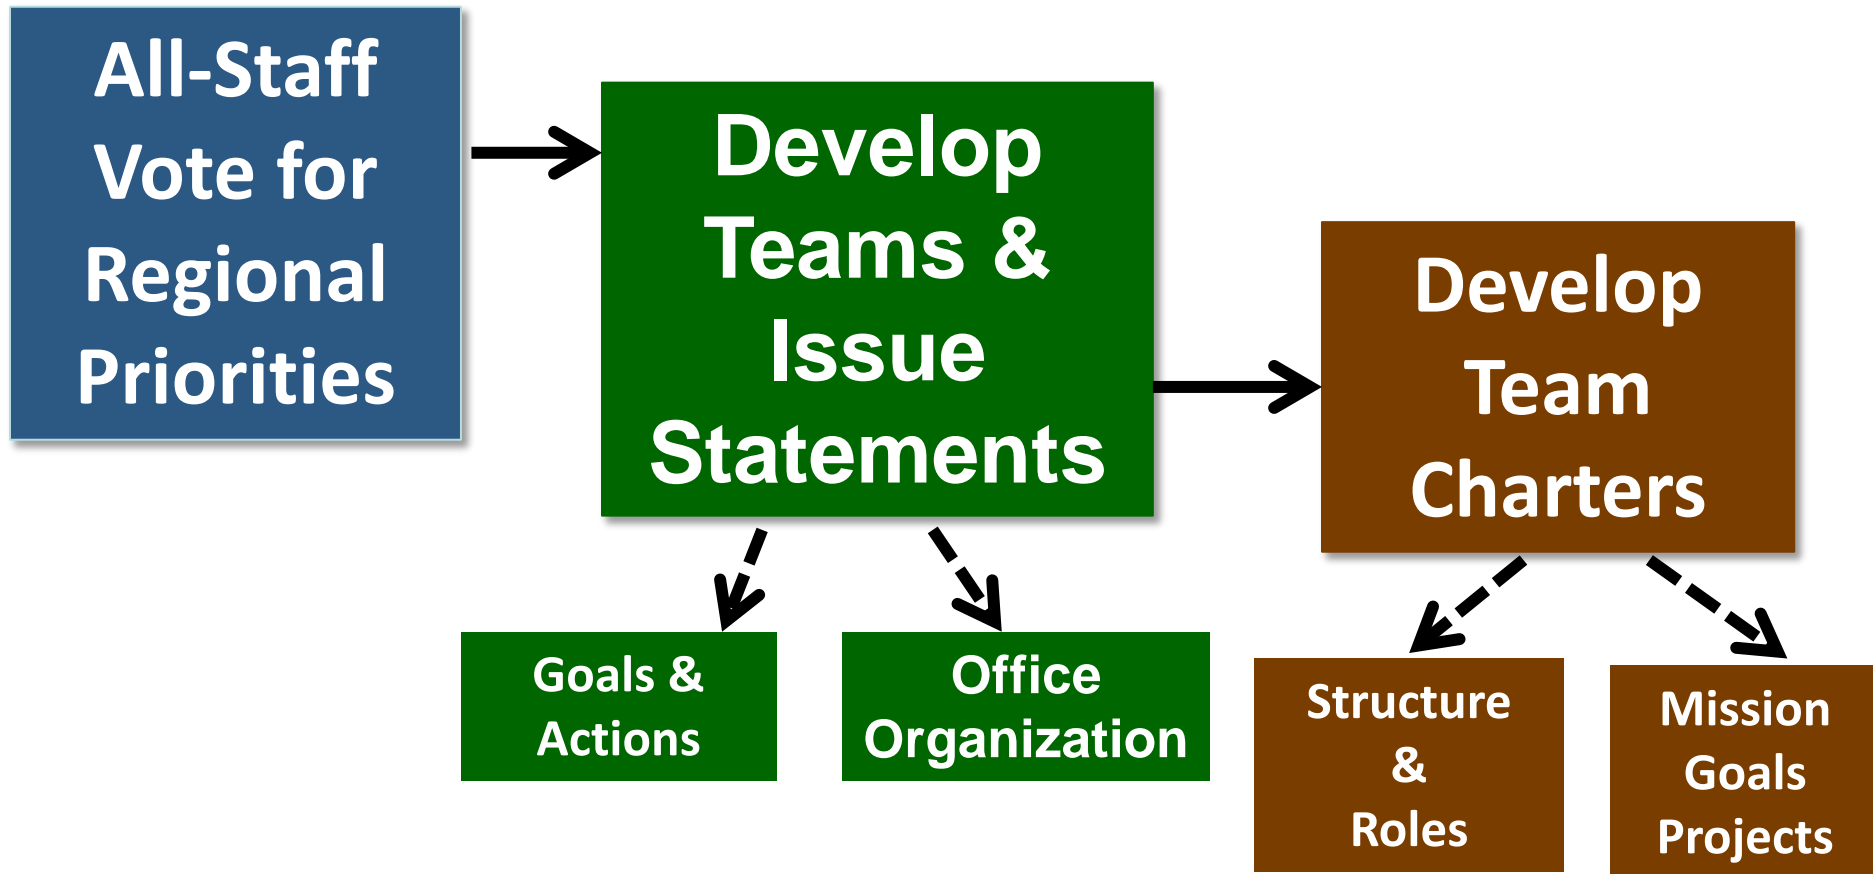 All-Staff
Vote for
Regional
Priorities
Develop
Teams &
Issue
Statements
Develop
Team
Charters
Goals &
Actions
Office
Organization
Structure
&
Roles
Mission
Goals
Projects